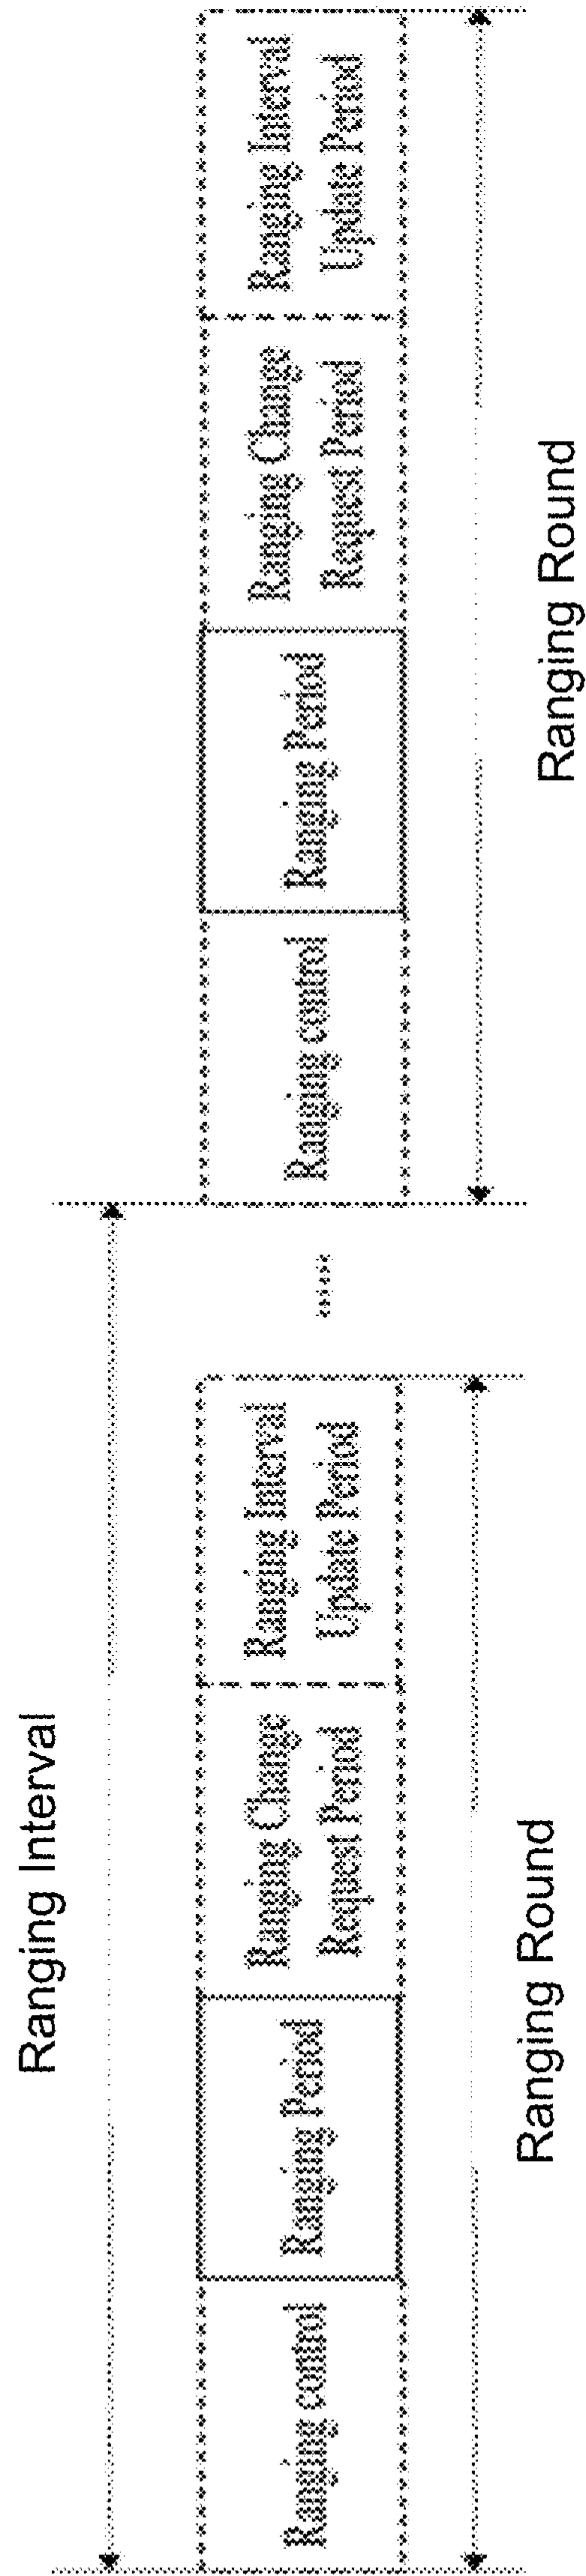 Ranging Interval
Ranging control
Ranging Period
Ranging Change
Request Period
Ranging Interval
Update Period
.....
Ranging control
Ranging Period
Ranging Change
Request Period
Ranging Interval
Update Period
Ranging Round
Ranging Round